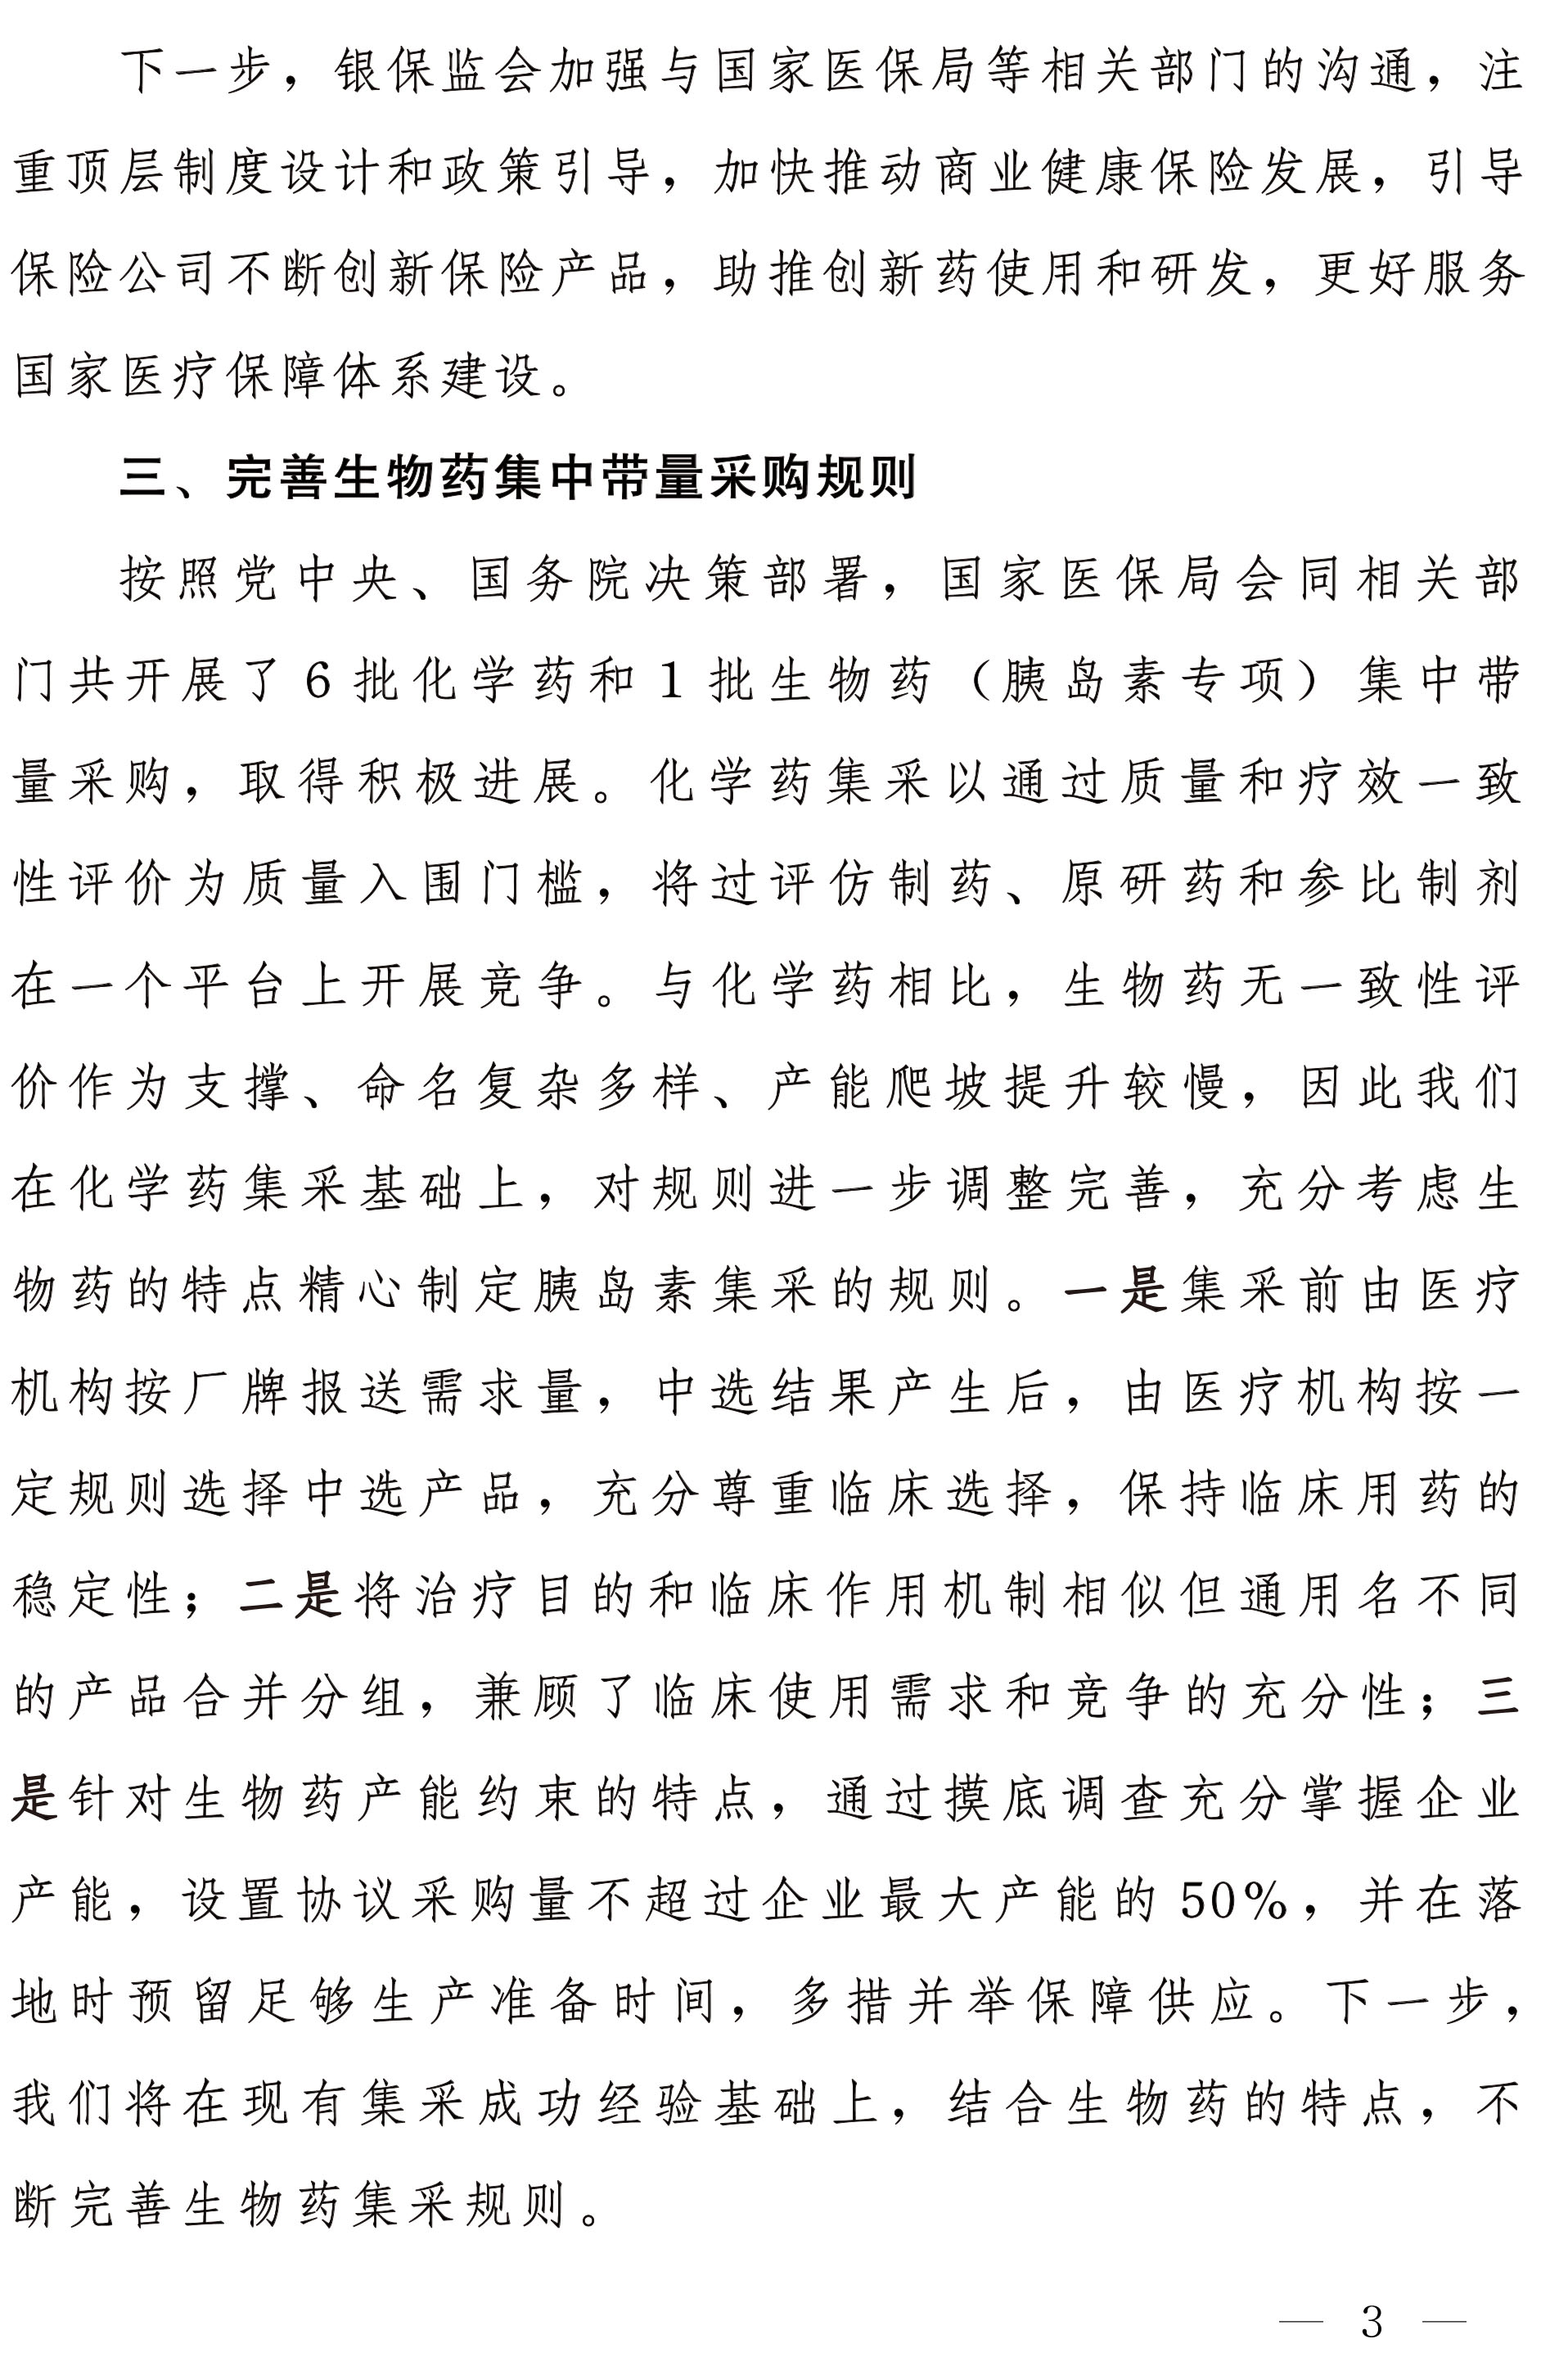 下一步，银保监会加强与国家医保局等相关部门的沟通，注
重顶层制度设计和政策引导，加快推动商业健康保险发展，引导
保险公司不断创新保险产品，助推创新药使用和研发，更好服务
国家医疗保障体系建设。
三、完善生物药集中带量采购规则
按照党中央、国务院决策部署，国家医保局会同相关部
门共开展了 6 批化学药和 1 批生物药（胰岛素专项）集中带
量采购，取得积极进展。化学药集采以通过质量和疗效一致
性评价为质量入围门槛，将过评仿制药、原研药和参比制剂
在一个平台上开展竞争。与化学药相比，生物药无一致性评
价作为支撑、命名复杂多样、产能爬坡提升较慢，因此我们
在化学药集采基础上，对规则进一步调整完善，充分考虑生
物药的特点精心制定胰岛素集采的规则。一是集采前由医疗
机构按厂牌报送需求量，中选结果产生后，由医疗机构按一
定规则选择中选产品，充分尊重临床选择，保持临床用药的
稳定性；二是将治疗目的和临床作用机制相似但通用名不同
的产品合并分组，兼顾了临床使用需求和竞争的充分性；三
是针对生物药产能约束的特点，通过摸底调查充分掌握企业
产能，设置协议采购量不超过企业最大产能的 50%，并在落
地时预留足够生产准备时间，多措并举保障供应。下一步，
我们将在现有集采成功经验基础上，结合生物药的特点，不
断完善生物药集采规则。
— 3 —